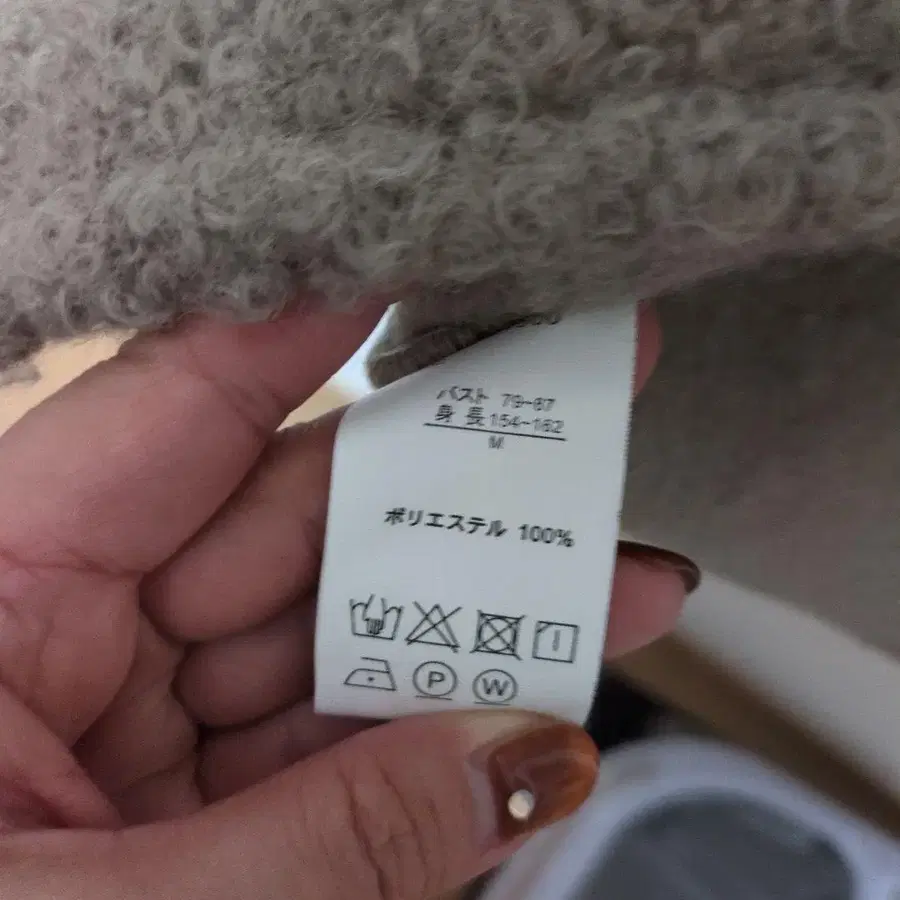 バスト 79-87
身 長 154-162
M
ポリエステル 100%
P W